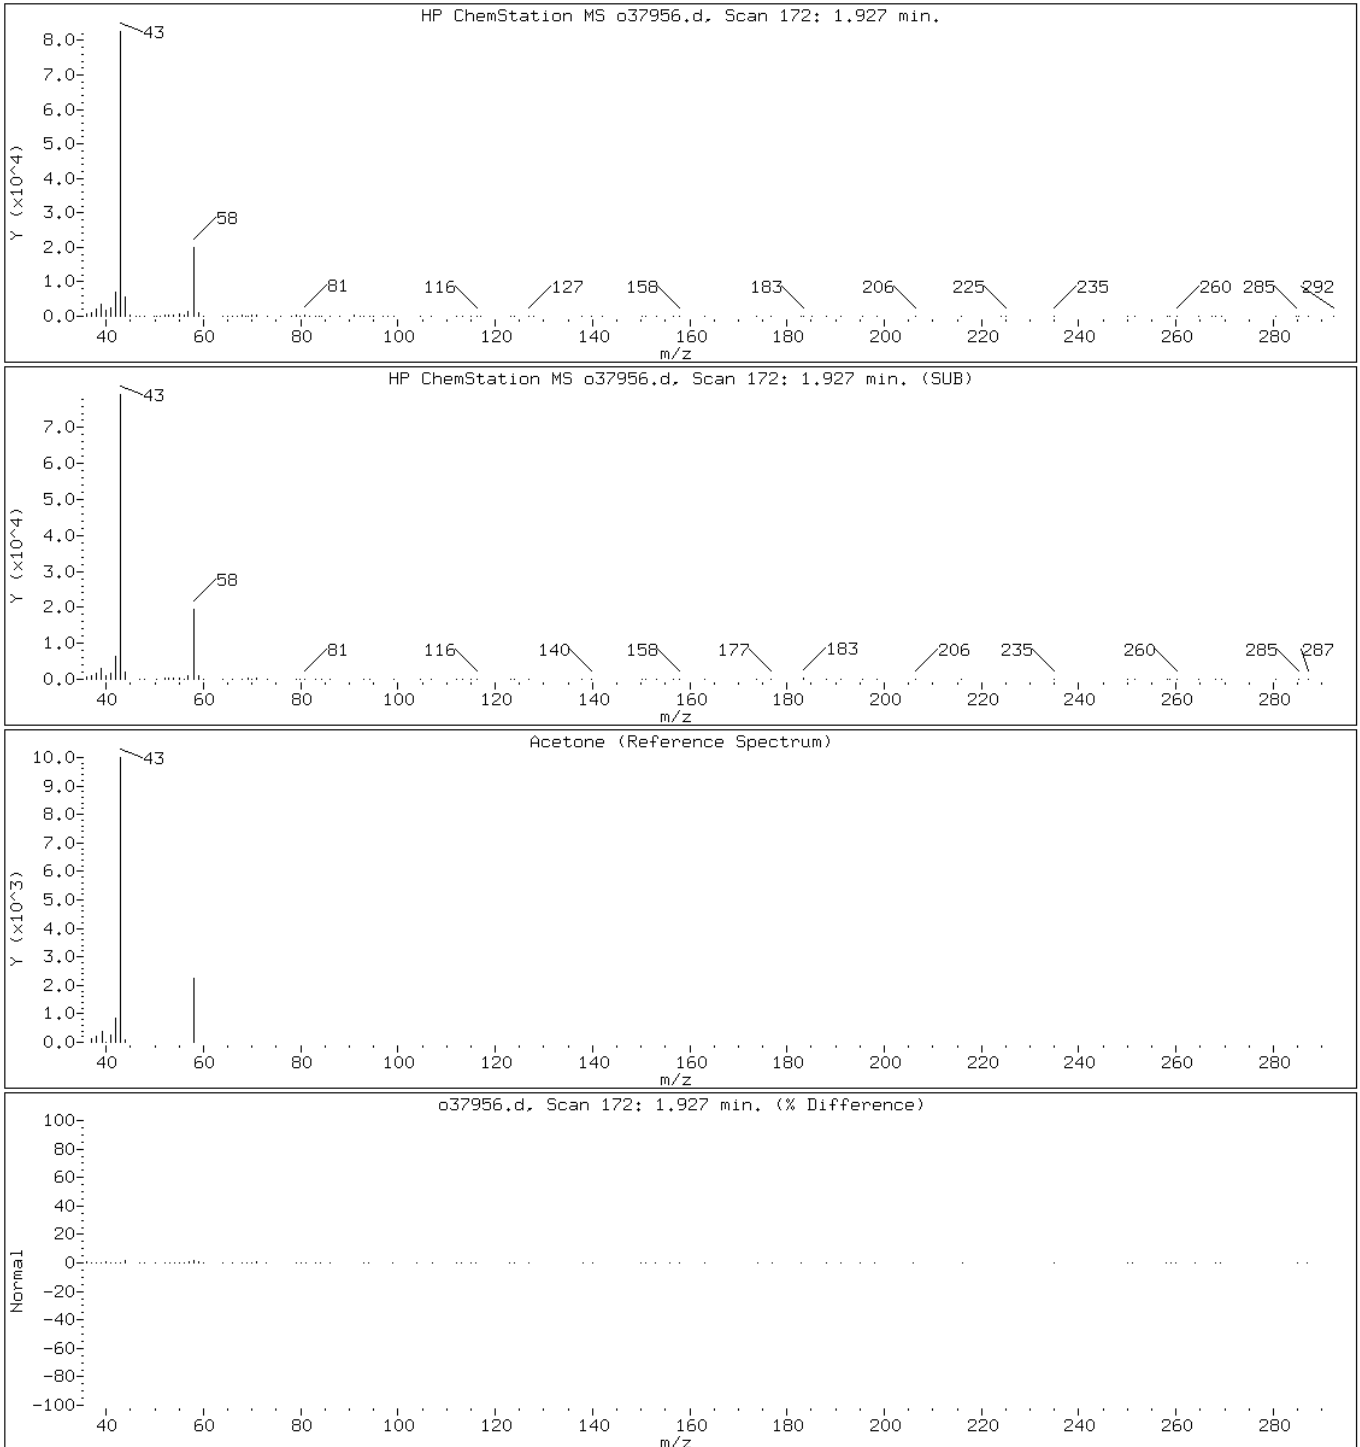 HP ChemStation MS o37956.d, Scan 172: 1.927 min.
43
8.0
7.0
6.0
5.0
4.0
3.0
2.0
1.0
0.0
Y (x10^4)
58
81 116 127 158 183 206 225 235 260 285 292
40 60 80 100 120 140 160 180 200 220 240 260 280
m/z
HP ChemStation MS o37956.d, Scan 172: 1.927 min. (SUB)
43
7.0
6.0
5.0
4.0
3.0
2.0
1.0
0.0
Y (x10^4)
58
81 116 140 158 177 183 206 235 260 285 287
40 60 80 100 120 140 160 180 200 220 240 260 280
m/z
Acetone (Reference Spectrum)
43
10.0
9.0
8.0
7.0
6.0
5.0
4.0
3.0
2.0
1.0
0.0
Y (x10^3)
40 60 80 100 120 140 160 180 200 220 240 260 280
m/z
o37956.d, Scan 172: 1.927 min. (% Difference)
100
80
60
40
20
0
-20
-40
-60
-80
-100
Normal
40 60 80 100 120 140 160 180 200 220 240 260 280
m/z